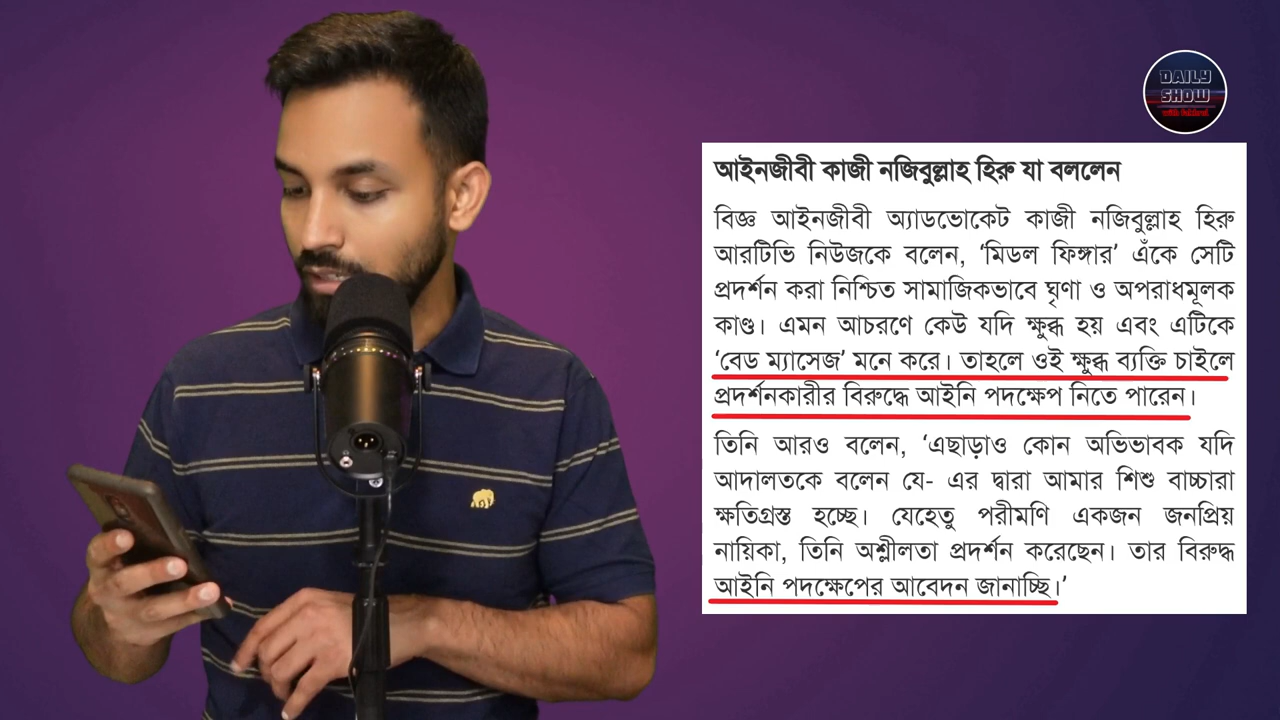 DAILY
SHOW
আইনজীবী কাজী নজিবুল্লাহ হিরু যা বললেন
বিজ্ঞ আইনজীবী অ্যাডভোকেট কাজী নজিবুল্লাহ হিরু
আরটিভি নিউজকে বলেন, ‘মিডল ফিঙ্গার’ এঁকে সেটি
প্রদর্শন করা নিশ্চিত সামাজিকভাবে ঘৃণা ও অপরাধমূলক
কাণ্ড। এমন আচরণে কেউ যদি ক্ষুব্ধ হয় এবং এটিকে
‘বেড ম্যাসেজ’ মনে করে। তাহলে ওই ক্ষুব্ধ ব্যক্তি চাইলে
প্রদর্শনকারীর বিরুদ্ধে আইনি পদক্ষেপ নিতে পারেন।
তিনি আরও বলেন, ‘এছাড়াও কোন অভিভাবক যদি
আদালতকে বলেন যে- এর দ্বারা আমার শিশু বাচ্চারা
ক্ষতিগ্রস্ত হচ্ছে। যেহেতু পরীমণি একজন জনপ্রিয়
নায়িকা, তিনি অশ্লীলতা প্রদর্শন করেছেন। তার বিরুদ্ধ
আইনি পদক্ষেপের আবেদন জানাচ্ছি।’